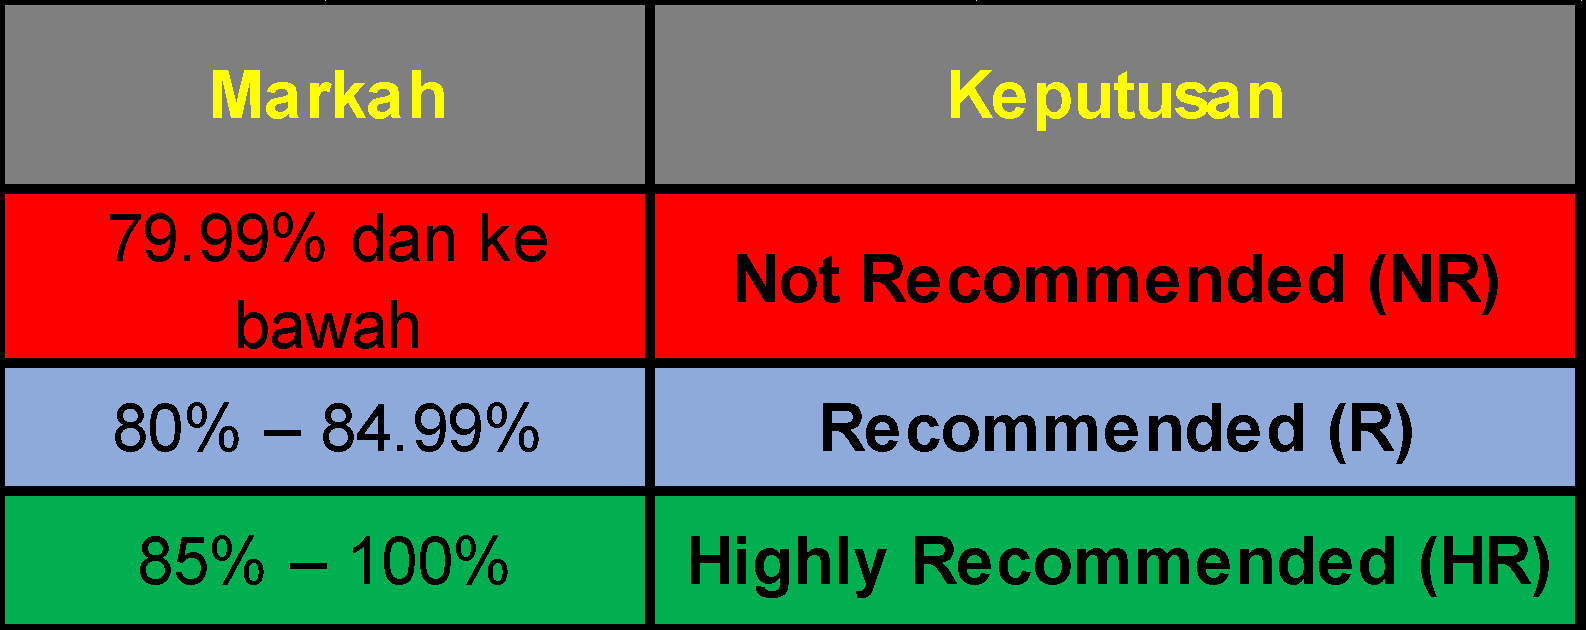 Markah
Keputusan
79.99% dan ke
bawah
Not Recommended (NR)
80% – 84.99%
Recommended (R)
85% – 100%
Highly Recommended (HR)